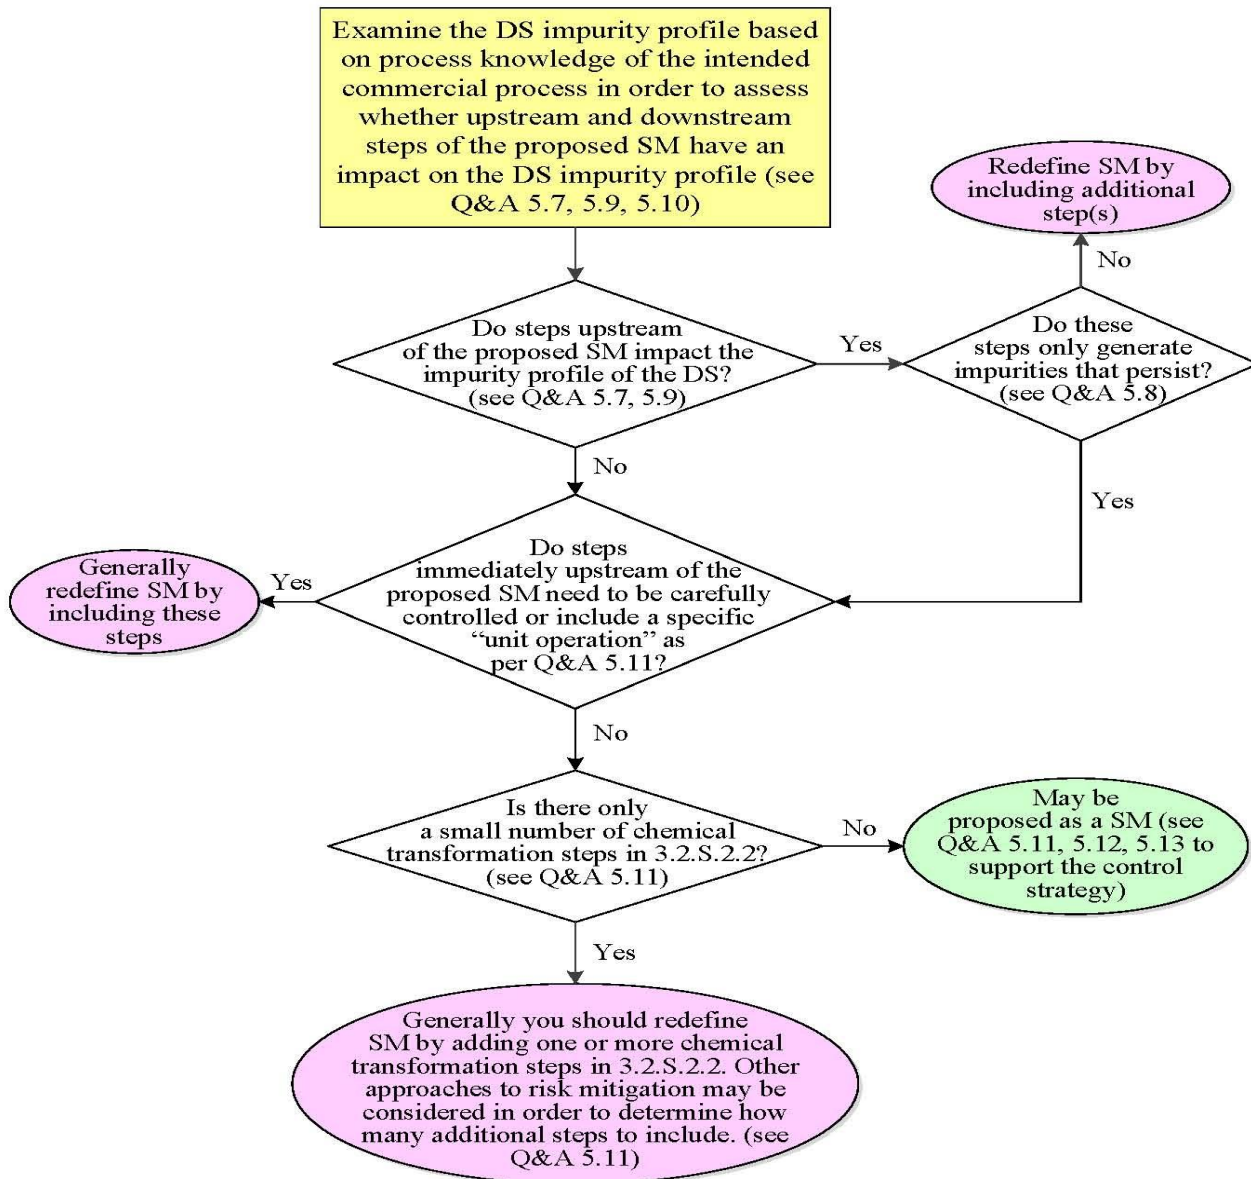 Examine the DS impurity profile based
on process knowledge of the intended
commercial process in order to assess
whether upstream and downstream
steps of the proposed SM have an
impact on the DS impurity profile (see
Q&A 5.7, 5.9, 5.10)
Redefine SM by
including additional
step(s)
No
Do steps upstream
of the proposed SM impact the
impurity profile of the DS?
(see Q&A 5.7, 5.9)
Yes
Do these
steps only generate
impurities that persist?
(see Q&A 5.8)
No
Yes
Do steps
immediately upstream of the
proposed SM need to be carefully
controlled or include a specific
“unit operation” as
per Q&A 5.11?
Yes
Generally
redefine SM by
including these
steps
No
Is there only
a small number of chemical
transformation steps in 3.2.S.2.2?
(see Q&A 5.11)
No
May be
proposed as a SM (see
Q&A 5.11, 5.12, 5.13 to
support the control
strategy)
Yes
Generally you should redefine
SM by adding one or more chemical
transformation steps in 3.2.S.2.2. Other
approaches to risk mitigation may be
considered in order to determine how
many additional steps to include. (see
Q&A 5.11)